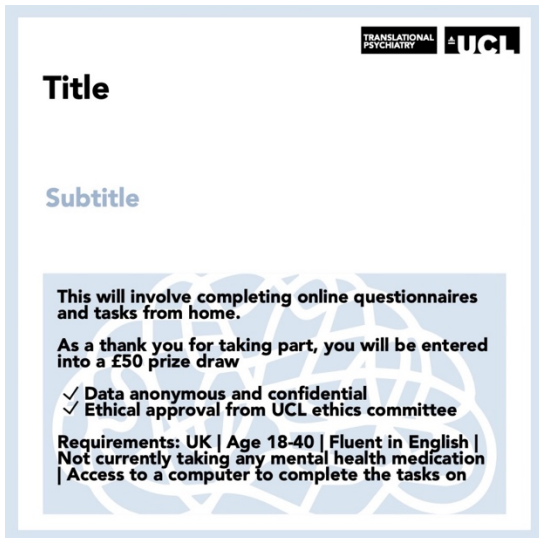 TRANSLATIONAL
PSYCHIATRY
UCL
Title
Subtitle
This will involve completing online questionnaires
and tasks from home.
As a thank you for taking part, you will be entered
into a £50 prize draw
✓ Data anonymous and confidential
✓ Ethical approval from UCL ethics committee
Requirements: UK | Age 18-40 | Fluent in English |
Not currently taking any mental health medication
| Access to a computer to complete the tasks on